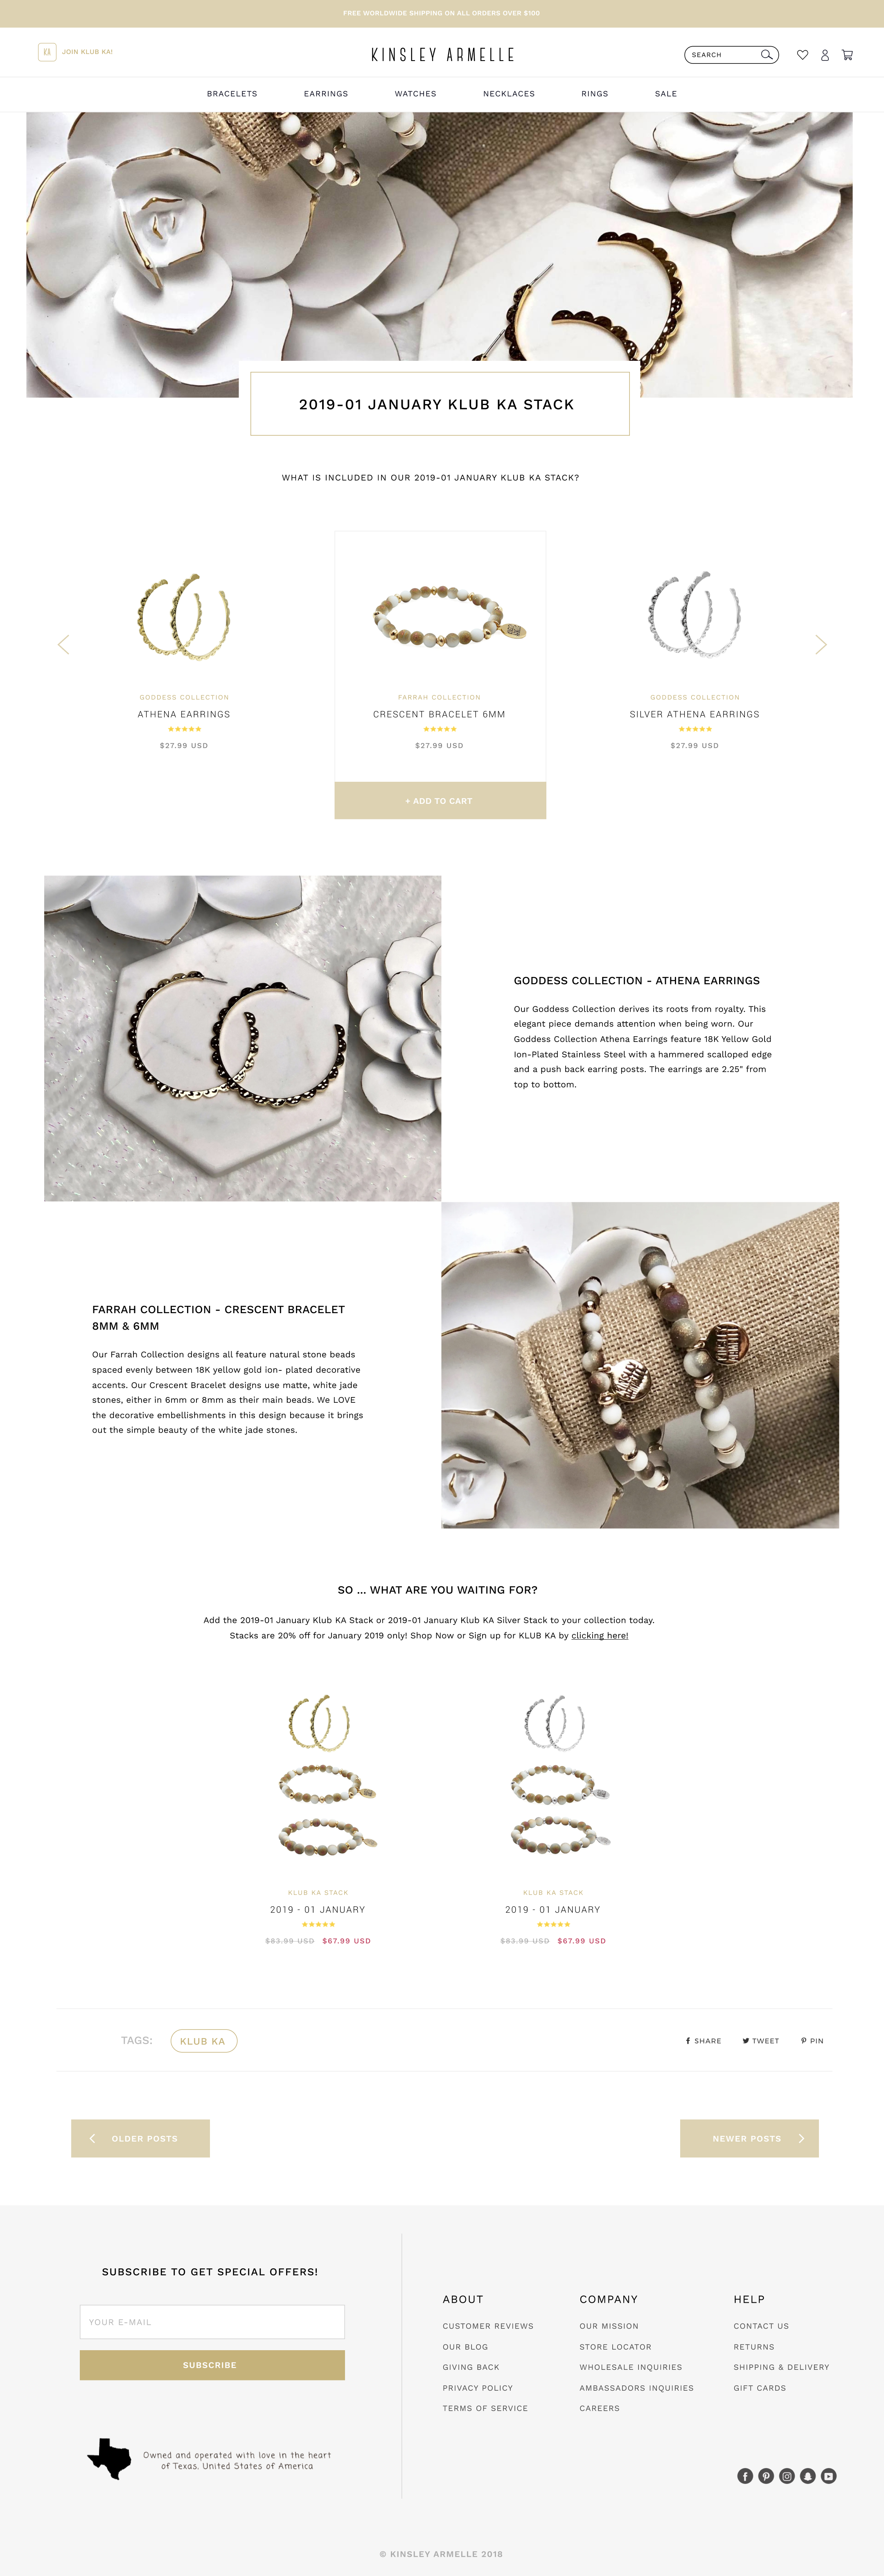 FREE WORLDWIDE SHIPPING ON ALL ORDERS OVER $100
KA JOIN KLUB KA!
KINSLEY ARMELLE
SEARCH
BRACELETS EARRINGS WATCHES NECKLACES RINGS SALE
2019-01 JANUARY KLUB KA STACK
WHAT IS INCLUDED IN OUR 2019-01 JANUARY KLUB KA STACK?
GODDESS COLLECTION
ATHENA EARRINGS
$27.99 USD
FARRAH COLLECTION
CRESCENT BRACELET 6MM
$27.99 USD
+ ADD TO CART
GODDESS COLLECTION
SILVER ATHENA EARRINGS
$27.99 USD
GODDESS COLLECTION - ATHENA EARRINGS
Our Goddess Collection derives its roots from royalty. This
elegant piece demands attention when being worn. Our
Goddess Collection Athena Earrings feature 18K Yellow Gold
Ion-Plated Stainless Steel with a hammered scalloped edge
and a push back earring posts. The earrings are 2.25" from
top to bottom.
FARRAH COLLECTION - CRESCENT BRACELET
8MM & 6MM
Our Farrah Collection designs all feature natural stone beads
spaced evenly between 18K yellow gold ion- plated decorative
accents. Our Crescent Bracelet designs use matte, white jade
stones, either in 6mm or 8mm as their main beads. We LOVE
the decorative embellishments in this design because it brings
out the simple beauty of the white jade stones.
SO ... WHAT ARE YOU WAITING FOR?
Add the 2019-01 January Klub KA Stack or 2019-01 January Klub KA Silver Stack to your collection today.
Stacks are 20% off for January 2019 only! Shop Now or Sign up for KLUB KA by clicking here!
KLUB KA STACK
2019 - 01 JANUARY
$83.99 USD $67.99 USD
KLUB KA STACK
2019 - 01 JANUARY
$83.99 USD $67.99 USD
TAGS: KLUB KA
SHARE TWEET PIN
OLDER POSTS
NEWER POSTS
SUBSCRIBE TO GET SPECIAL OFFERS!
YOUR E-MAIL
SUBSCRIBE
Owned and operated with love in the heart
of Texas, United States of America
ABOUT
CUSTOMER REVIEWS
OUR BLOG
GIVING BACK
PRIVACY POLICY
TERMS OF SERVICE
COMPANY
OUR MISSION
STORE LOCATOR
WHOLESALE INQUIRIES
AMBASSADORS INQUIRIES
CAREERS
HELP
CONTACT US
RETURNS
SHIPPING & DELIVERY
GIFT CARDS
© KINSLEY ARMELLE 2018